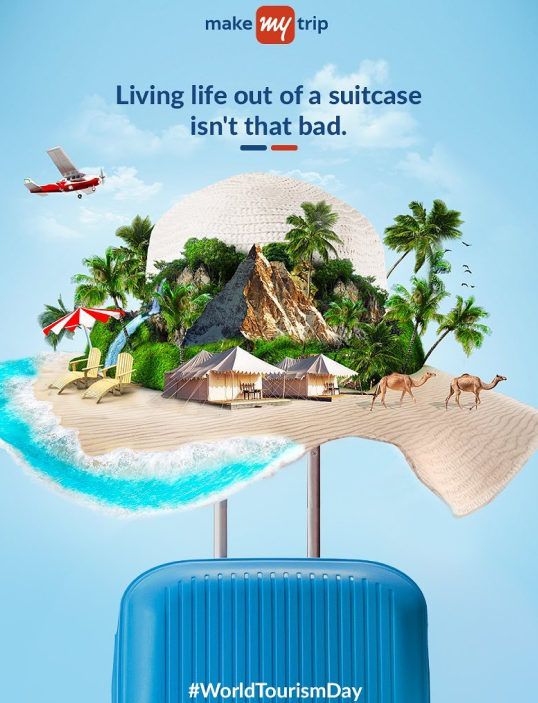 make my trip
Living life out of a suitcase
isn't that bad.
#WorldTourismDay